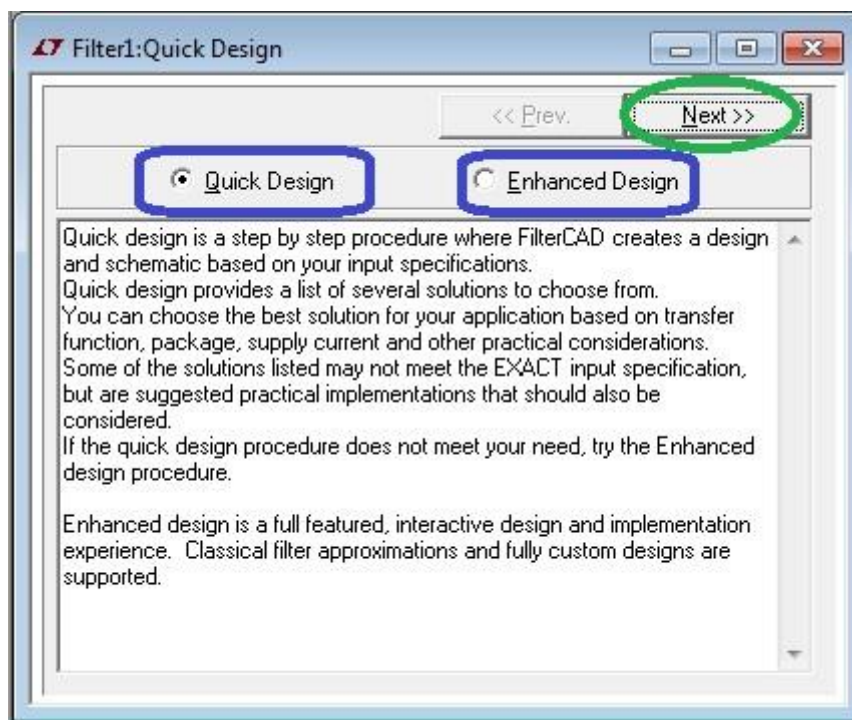 Filter1:Quick Design
<< Prev.
Next >>
Quick Design
Enhanced Design
Quick design is a step by step procedure where FilterCAD creates a design
and schematic based on your input specifications.
Quick design provides a list of several solutions to choose from.
You can choose the best solution for your application based on transfer
function, package, supply current and other practical considerations.
Some of the solutions listed may not meet the EXACT input specification,
but are suggested practical implementations that should also be
considered.
If the quick design procedure does not meet your need, try the Enhanced
design procedure.
Enhanced design is a full featured, interactive design and implementation
experience.  Classical filter approximations and fully custom designs are
supported.